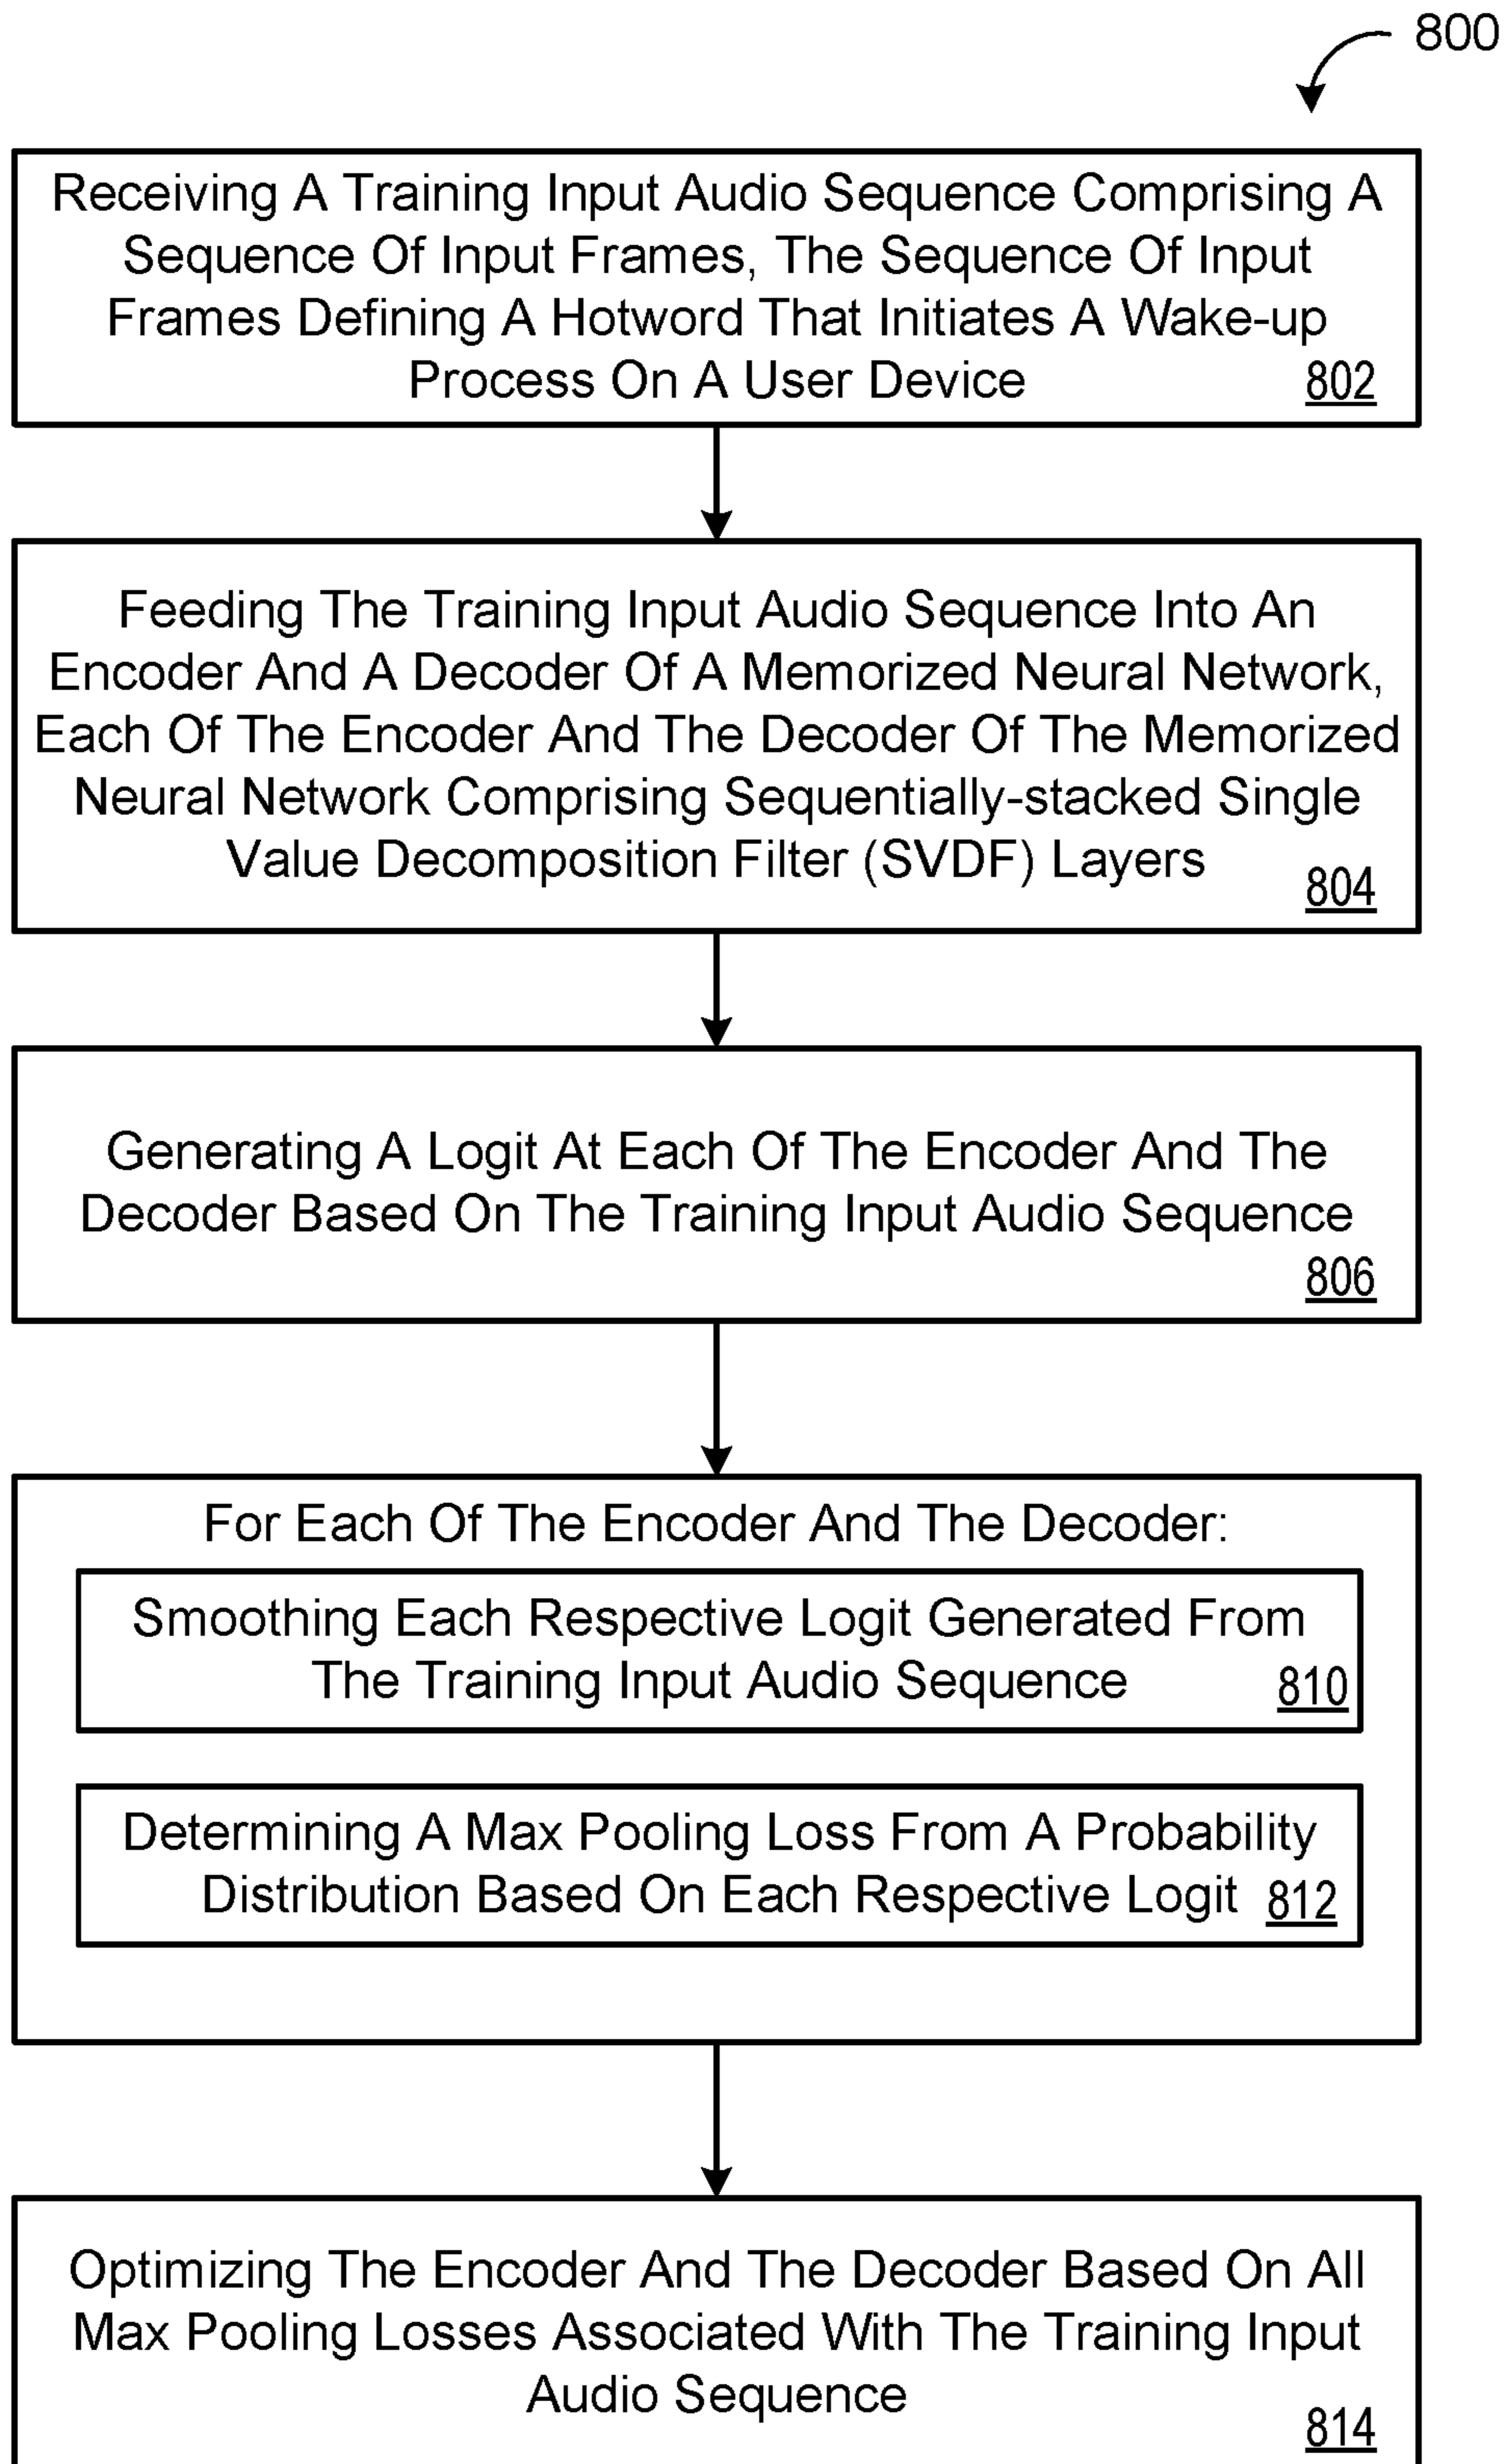 800
Receiving A Training Input Audio Sequence Comprising A
Sequence Of Input Frames, The Sequence Of Input
Frames Defining A Hotword That Initiates A Wake-up
Process On A User Device
802
Feeding The Training Input Audio Sequence Into An
Encoder And A Decoder Of A Memorized Neural Network,
Each Of The Encoder And The Decoder Of The Memorized
Neural Network Comprising Sequentially-stacked Single
Value Decomposition Filter (SVDF) Layers
804
Generating A Logit At Each Of The Encoder And The
Decoder Based On The Training Input Audio Sequence
806
For Each Of The Encoder And The Decoder:
Smoothing Each Respective Logit Generated From
The Training Input Audio Sequence
810
Determining A Max Pooling Loss From A Probability
Distribution Based On Each Respective Logit
812
Optimizing The Encoder And The Decoder Based On All
Max Pooling Losses Associated With The Training Input
Audio Sequence
814